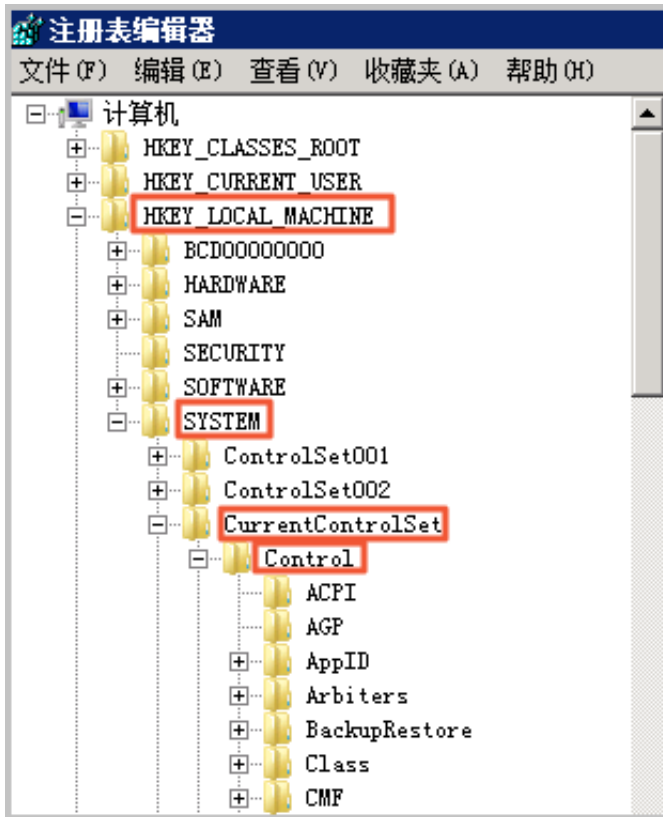 注册表编辑器
文件(F) 编辑(E) 查看(V) 收藏夹(A) 帮助(H)
计算机
HKEY_CLASSES_ROOT
HKEY_CURRENT_USER
HKEY_LOCAL_MACHINE
BCD00000000
HARDWARE
SAM
SECURITY
SOFTWARE
SYSTEM
ControlSet001
ControlSet002
CurrentControlSet
Control
ACPI
AGP
AppID
Arbiters
BackupRestore
Class
CMF